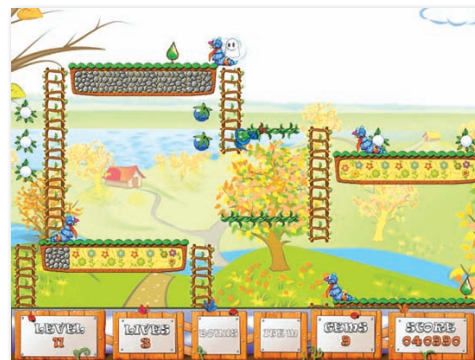 LEVEL
11
LIVES
3
BONUS
ITEM
GEMS
9
SCORE
040990